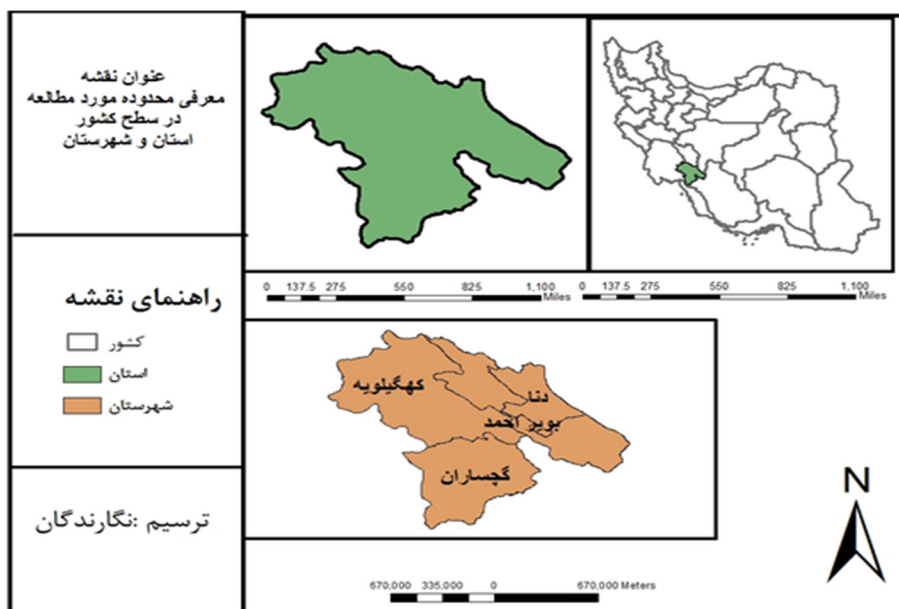 عنوان نقشه
معرفی محدوده مورد مطالعه
در سطح کشور
استان و شهرستان
راهنمای نقشه
کشور
استان
شهرستان
ترسیم :نگارندگان
0 137.5 275 550 825 1,100
Miles
0 137.5 275 550 825 1,100
Miles
کهگیلویه
دنا
بویر احمد
گچساران
N
670,000 335,000 0 670,000 Meters